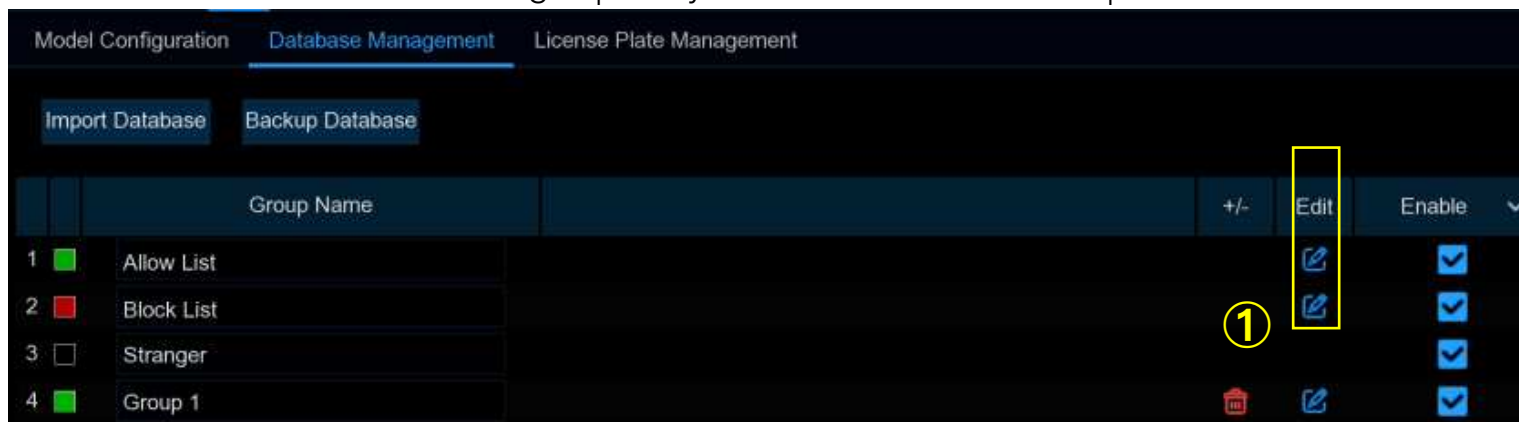 Model Configuration Database Management License Plate Management
Import Database Backup Database
Group Name +/- Edit Enable
1 Allow List
2 Block List
①
3 Stranger
4 Group 1